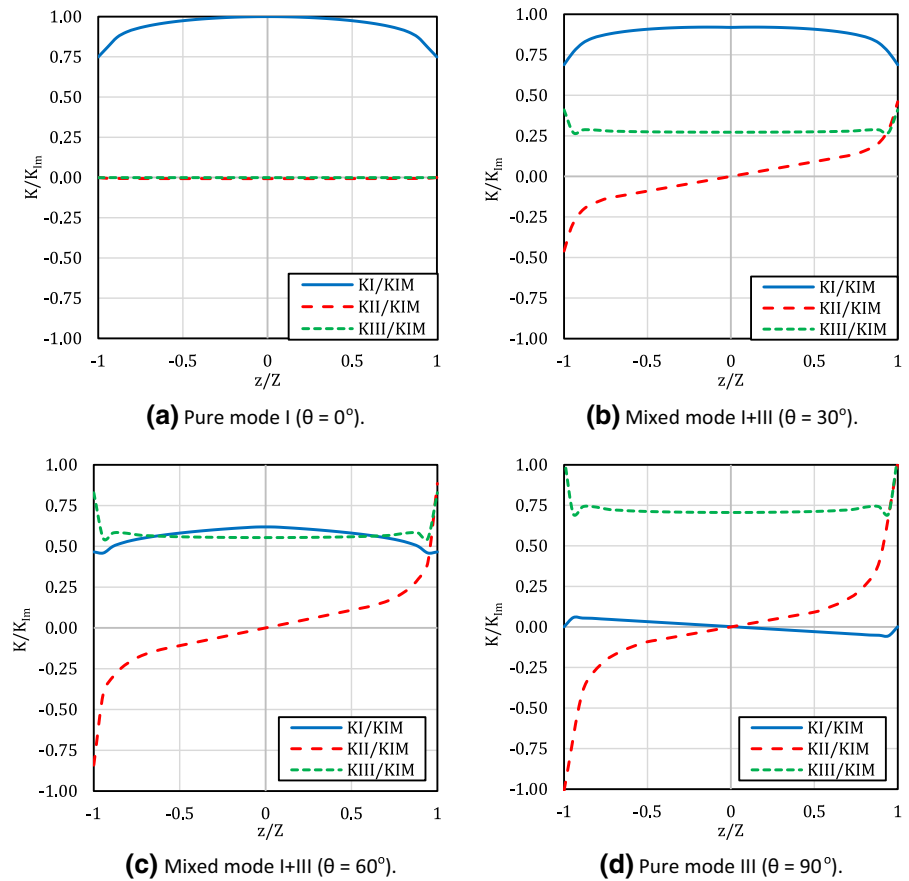 1.00
0.75
0.50
0.25
0.00
-0.25
-0.50
-0.75
-1.00
K/K_Im
-1 -0.5 0 0.5 1
z/Z
KI/KIM
KII/KIM
KIII/KIM
(a) Pure mode I (θ = 0°).
1.00
0.75
0.50
0.25
0.00
-0.25
-0.50
-0.75
-1.00
K/K_Im
-1 -0.5 0 0.5 1
z/Z
KI/KIM
KII/KIM
KIII/KIM
(b) Mixed mode I+III (θ = 30°).
1.00
0.75
0.50
0.25
0.00
-0.25
-0.50
-0.75
-1.00
K/K_Im
-1 -0.5 0 0.5 1
z/Z
KI/KIM
KII/KIM
KIII/KIM
(c) Mixed mode I+III (θ = 60°).
1.00
0.75
0.50
0.25
0.00
-0.25
-0.50
-0.75
-1.00
K/K_Im
-1 -0.5 0 0.5 1
z/Z
KI/KIM
KII/KIM
KIII/KIM
(d) Pure mode III (θ = 90°).